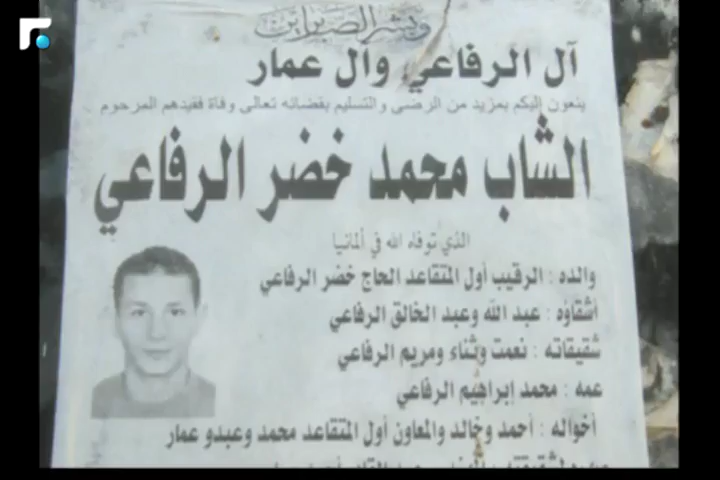 وبشر الصابرين
آل الرفاعي، وآل عمار
ينعون إليكم بمزيد من الرضى والتسليم بقضائه تعالى وفاة فقيدهم المرحوم
الشاب محمد خضر الرفاعي
الذي توفاه الله في ألمانيا
والده : الرقيب أول المتقاعد الحاج خضر الرفاعي
أشقاؤه : عبد الله وعبد الخالق الرفاعي
شقيقاته : نعمت وثناء ومريم الرفاعي
عمه : محمد إبراهيم الرفاعي
أخواله : أحمد وخالد والمعاون أول المتقاعد محمد وعبدو عمار